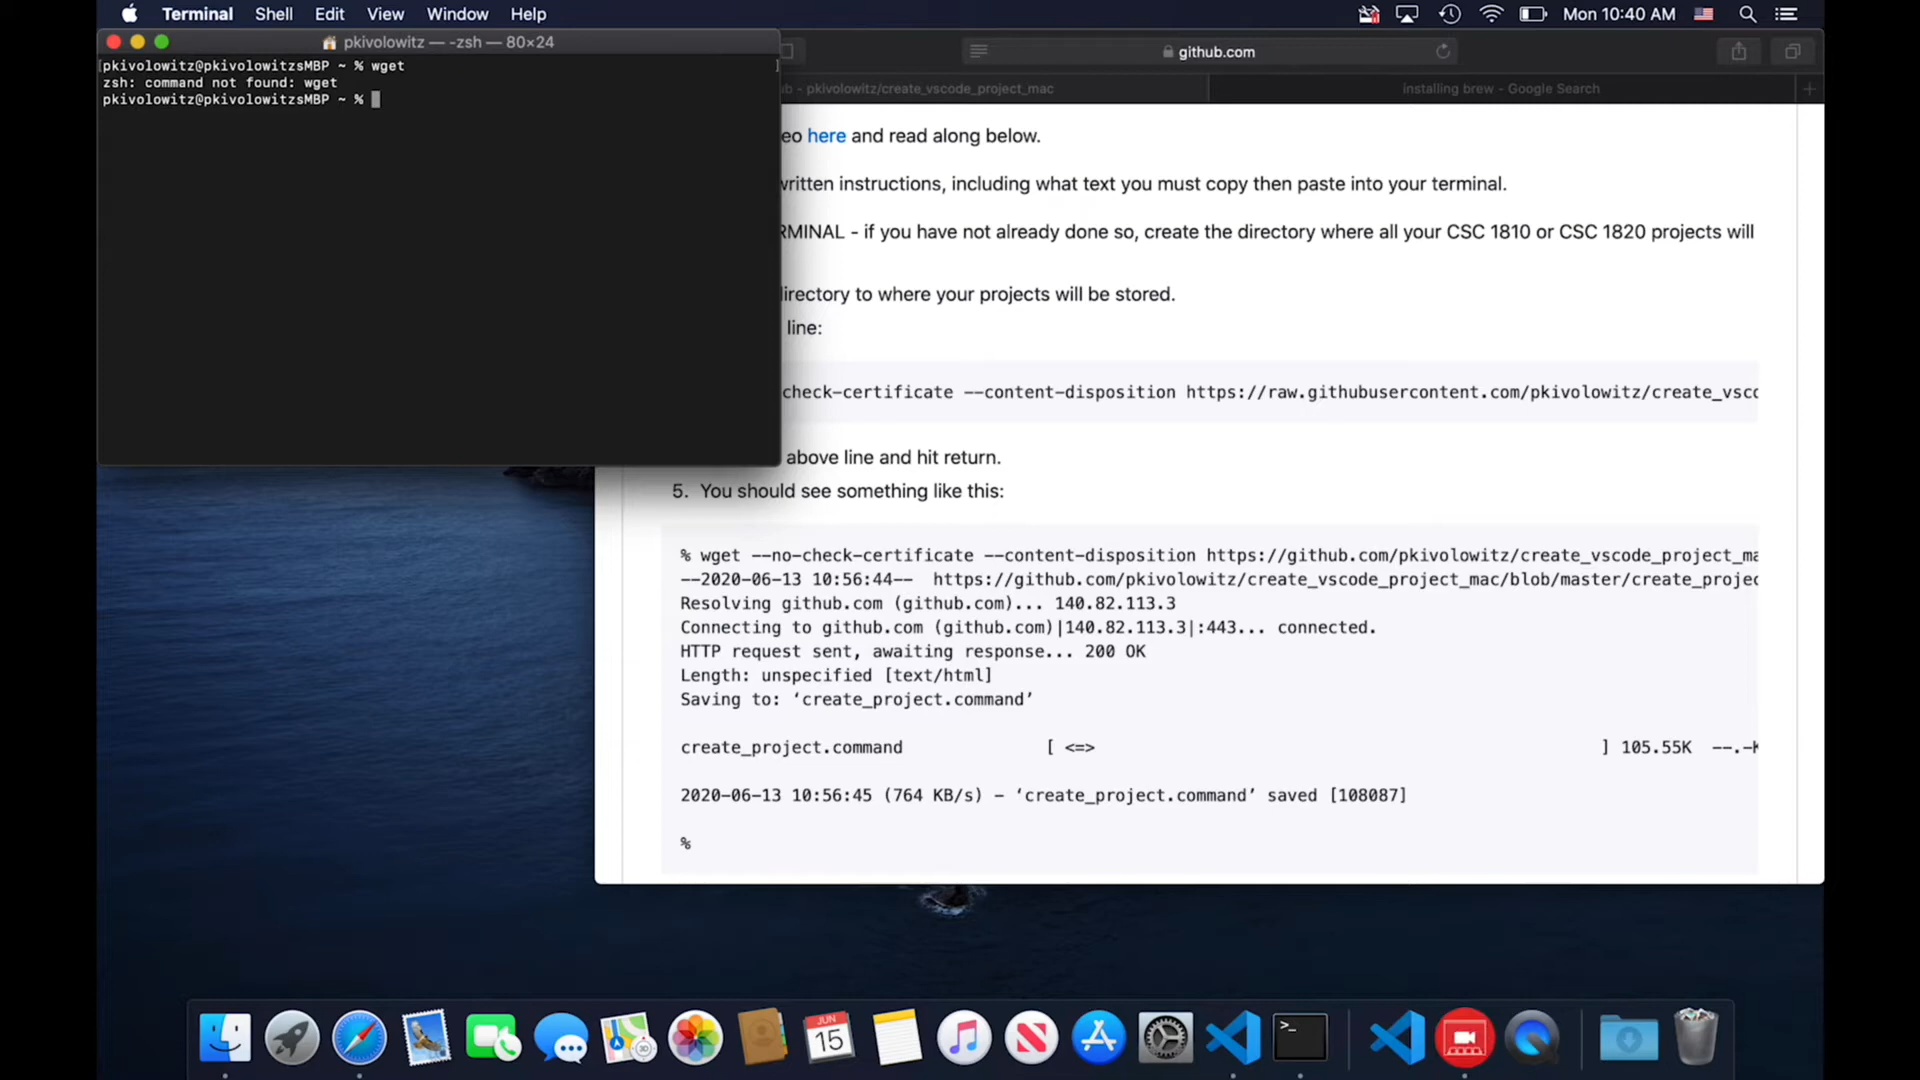 Terminal Shell Edit View Window Help
Mon 10:40 AM
pkivolowitz — -zsh — 80×24
[pkivolowitz@pkivolowitzsMBP ~ % wget ]
zsh: command not found: wget
pkivolowitz@pkivolowitzsMBP ~ %
github.com
b - pkivolowitz/create_vscode_project_mac
installing brew - Google Search
eo here and read along below.
written instructions, including what text you must copy then paste into your terminal.
RMINAL - if you have not already done so, create the directory where all your CSC 1810 or CSC 1820 projects will
directory to where your projects will be stored.
line:
check-certificate --content-disposition https://raw.githubusercontent.com/pkivolowitz/create_vsco
above line and hit return.
5. You should see something like this:
% wget --no-check-certificate --content-disposition https://github.com/pkivolowitz/create_vscode_project_ma
--2020-06-13 10:56:44-- https://github.com/pkivolowitz/create_vscode_project_mac/blob/master/create_projec
Resolving github.com (github.com)... 140.82.113.3
Connecting to github.com (github.com)|140.82.113.3|:443... connected.
HTTP request sent, awaiting response... 200 OK
Length: unspecified [text/html]
Saving to: ‘create_project.command’
create_project.command [ <=> ] 105.55K --.-K
2020-06-13 10:56:45 (764 KB/s) - ‘create_project.command’ saved [108087]
%
JUN
15
3D
>_